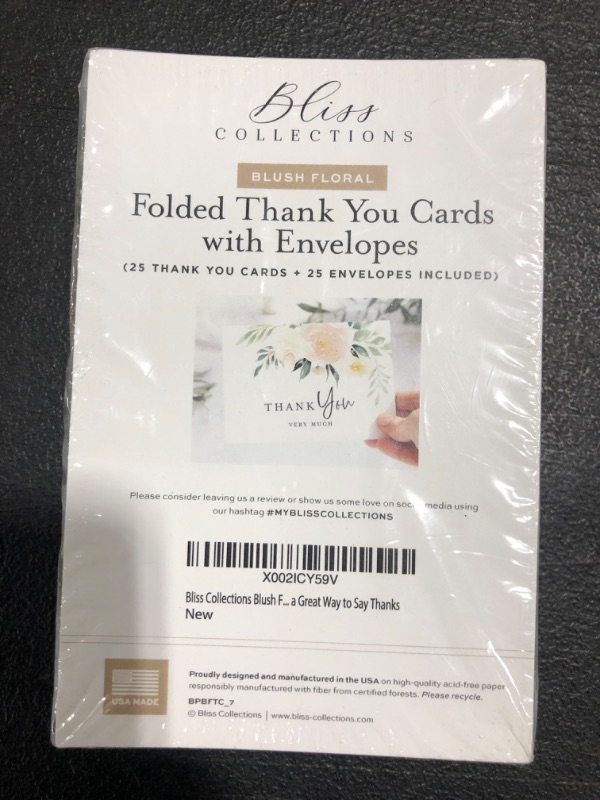 Bliss
COLLECTIONS
BLUSH FLORAL
Folded Thank You Cards
with Envelopes
(25 THANK YOU CARDS + 25 ENVELOPES INCLUDED)
THANK You
VERY MUCH
Please consider leaving us a review or show us some love on social media using
our hashtag #MYBLISSCOLLECTIONS
X002ICY59V
Bliss Collections Blush F... a Great Way to Say Thanks
New
USA MADE
Proudly designed and manufactured in the USA on high-quality acid-free paper
responsibly manufactured with fiber from certified forests. Please recycle.
BPBFTC_7
© Bliss Collections | www.bliss-collections.com